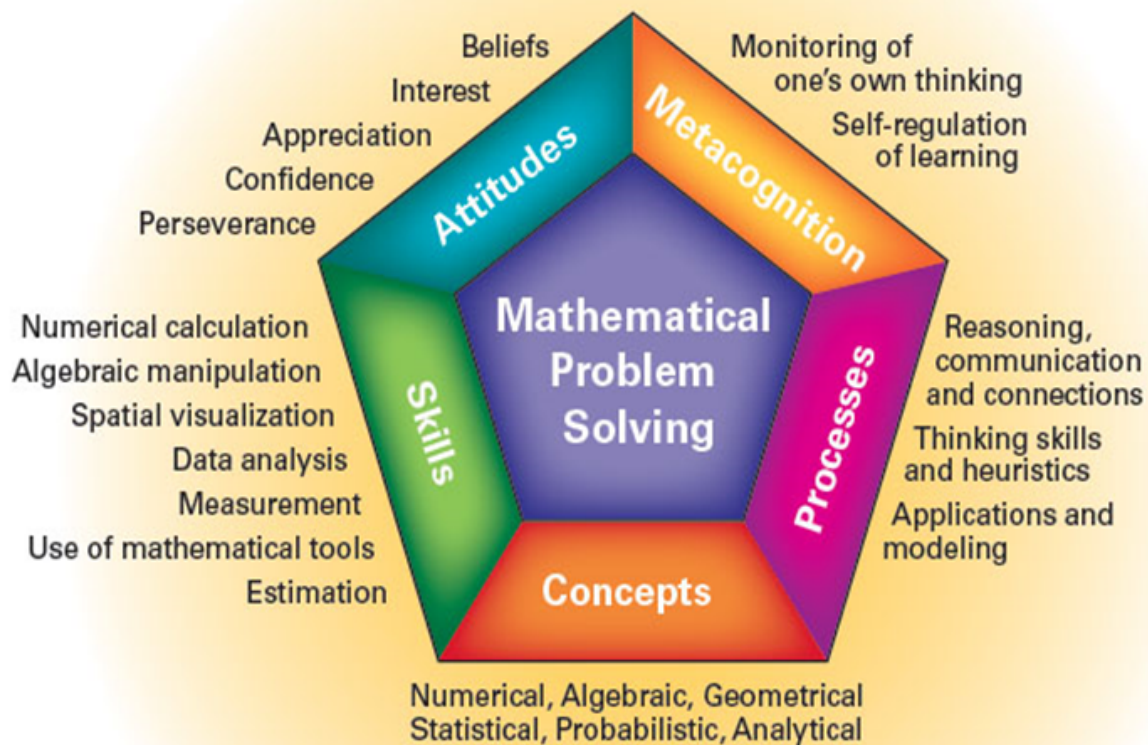 Beliefs
Interest
Appreciation
Confidence
Perseverance
Attitudes
Metacognition
Monitoring of
one's own thinking
Self-regulation
of learning
Mathematical
Problem
Solving
Numerical calculation
Algebraic manipulation
Spatial visualization
Data analysis
Measurement
Use of mathematical tools
Estimation
Skills
Processes
Reasoning,
communication
and connections
Thinking skills
and heuristics
Applications and
modeling
Concepts
Numerical, Algebraic, Geometrical
Statistical, Probabilistic, Analytical